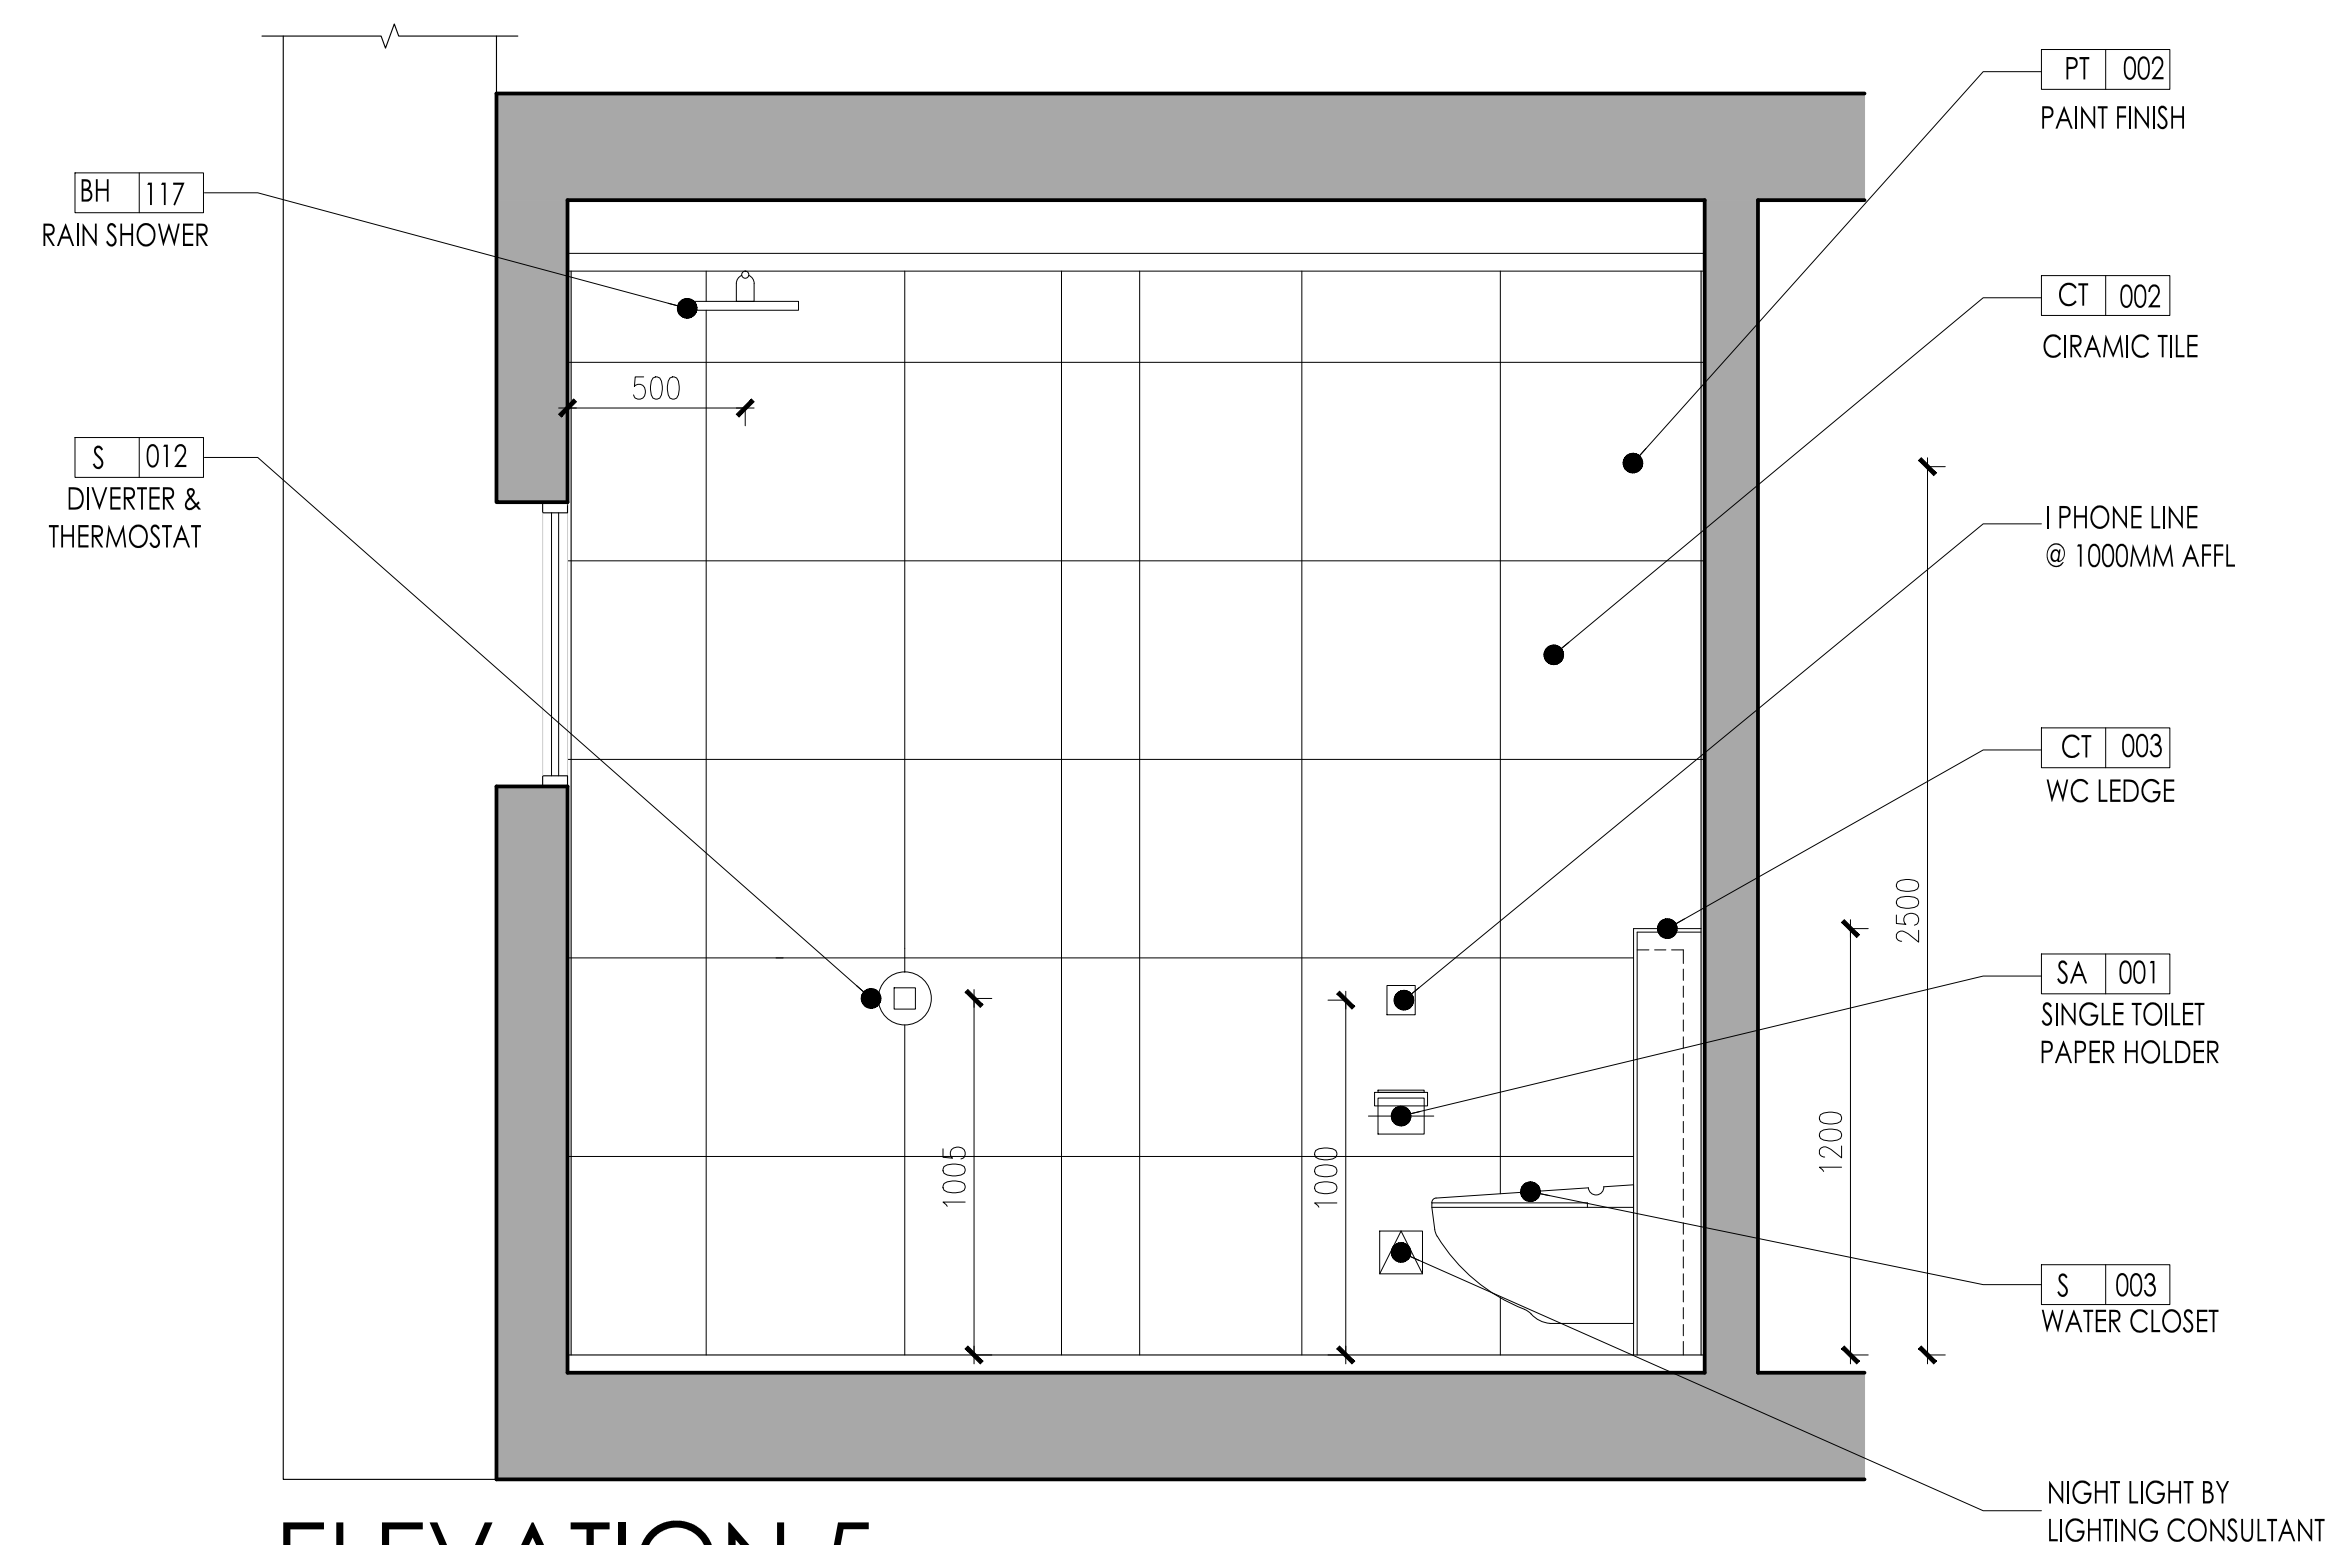 PT 002
PAINT FINISH
BH 117
RAIN SHOWER
CT 002
CIRAMIC TILE
500
S 012
DIVERTER &
THERMOSTAT
I PHONE LINE
@ 1000MM AFFL
CT 003
WC LEDGE
2500
SA 001
SINGLE TOILET
PAPER HOLDER
1005
1000
1200
S 003
WATER CLOSET
NIGHT LIGHT BY
LIGHTING CONSULTANT
ELEVATION 5